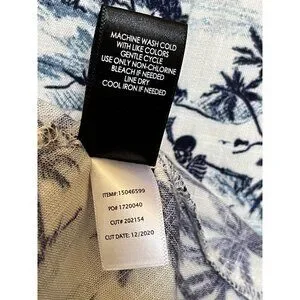 MACHINE WASH COLD
WITH LIKE COLORS
GENTLE CYCLE
USE ONLY NON-CHLORINE
BLEACH IF NEEDED
LINE DRY
COOL IRON IF NEEDED
ITEM#: 15046599
PO# 1720040
CUT# 202154
CUT DATE: 12/2020